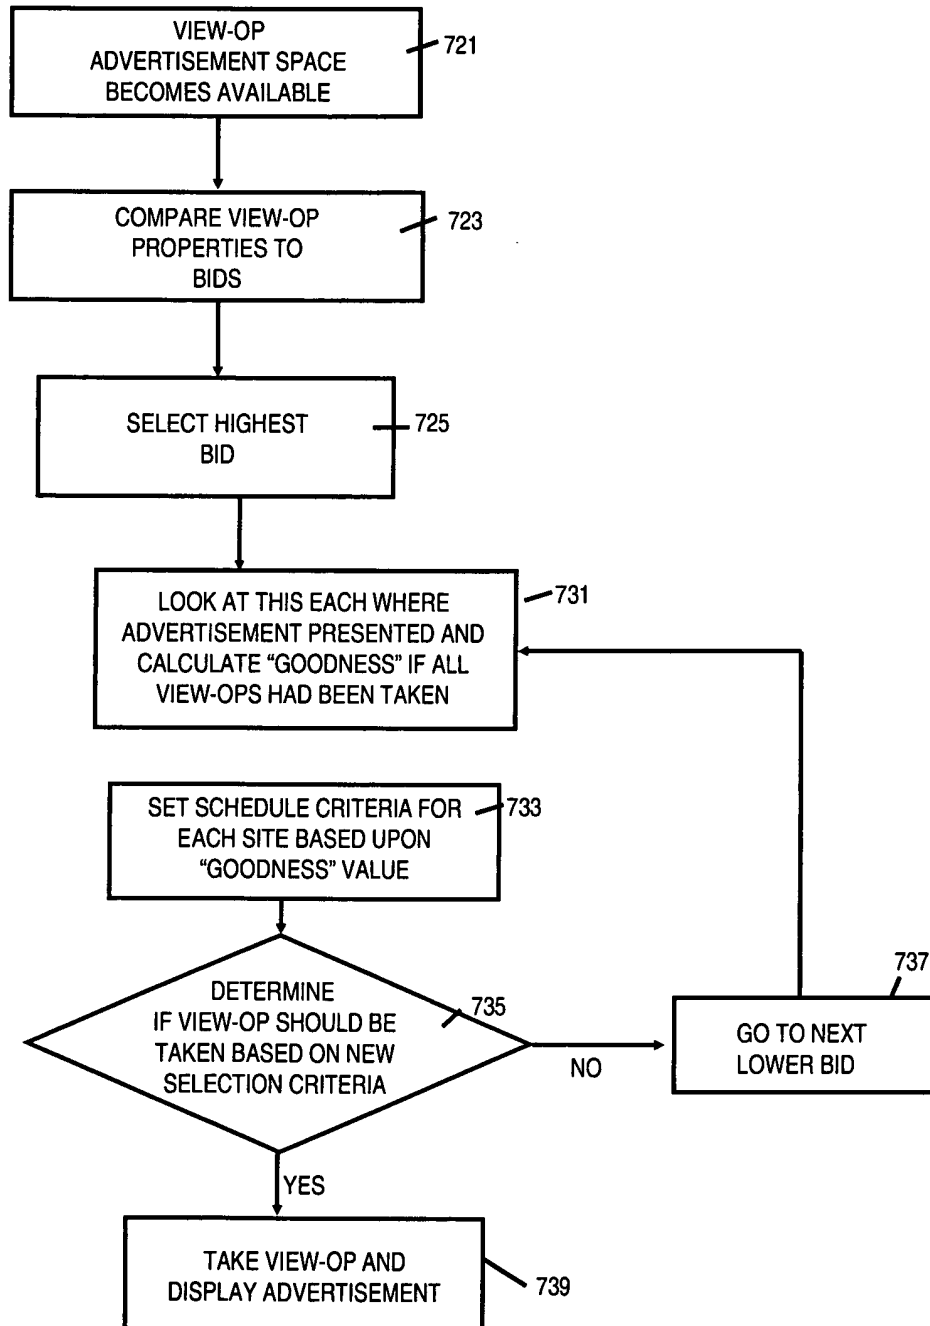 VIEW-OP
ADVERTISEMENT SPACE
BECOMES AVAILABLE
721
COMPARE VIEW-OP
PROPERTIES TO
BIDS
723
SELECT HIGHEST
BID
725
LOOK AT THIS EACH WHERE
ADVERTISEMENT PRESENTED AND
CALCULATE “GOODNESS” IF ALL
VIEW-OPS HAD BEEN TAKEN
731
SET SCHEDULE CRITERIA FOR
EACH SITE BASED UPON
“GOODNESS” VALUE
733
DETERMINE
IF VIEW-OP SHOULD BE
TAKEN BASED ON NEW
SELECTION CRITERIA
735
NO
GO TO NEXT
LOWER BID
737
YES
TAKE VIEW-OP AND
DISPLAY ADVERTISEMENT
739